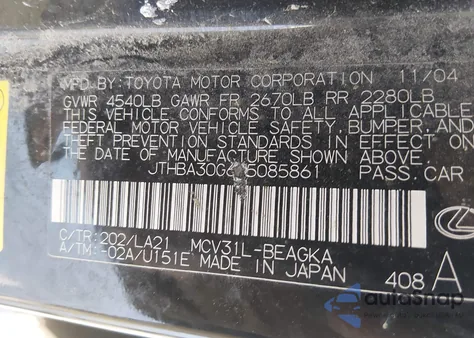 MFD. BY: TOYOTA MOTOR CORPORATION 11/04
GVWR 4540LB GAWR FR 2670LB RR 2280LB
THIS VEHICLE CONFORMS TO ALL APPLICABLE
FEDERAL MOTOR VEHICLE SAFETY, BUMPER, AND
THEFT PREVENTION STANDARDS IN EFFECT ON
THE DATE OF MANUFACTURE SHOWN ABOVE.
PASS. CAR
C/TR: 202/LA21 MCV31L-BEAGKA
A/TM: -02A/U151E MADE IN JAPAN
408 A
autosnap